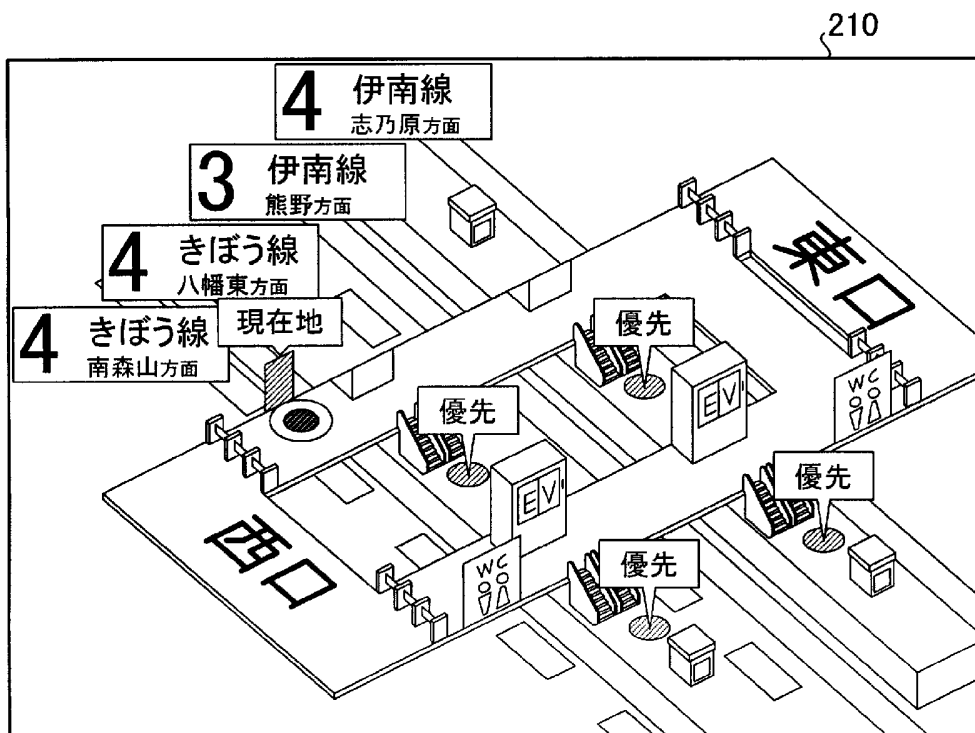 210
4 伊南線
志乃原方面
3 伊南線
熊野方面
4 きぼう線
八幡東方面
4 きぼう線
南森山方面
現在地
東口
優先
優先
EV
WC
優先
EV
西口
WC
優先